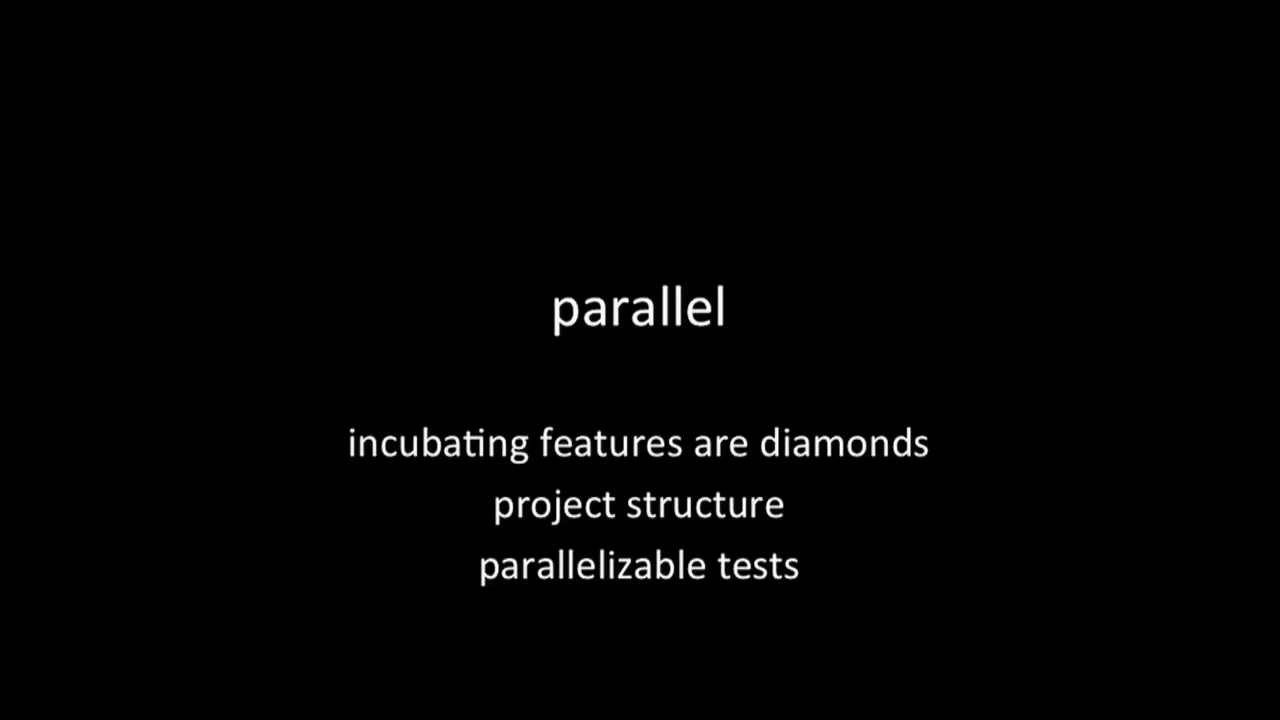 parallel
incubating features are diamonds
project structure
parallelizable tests